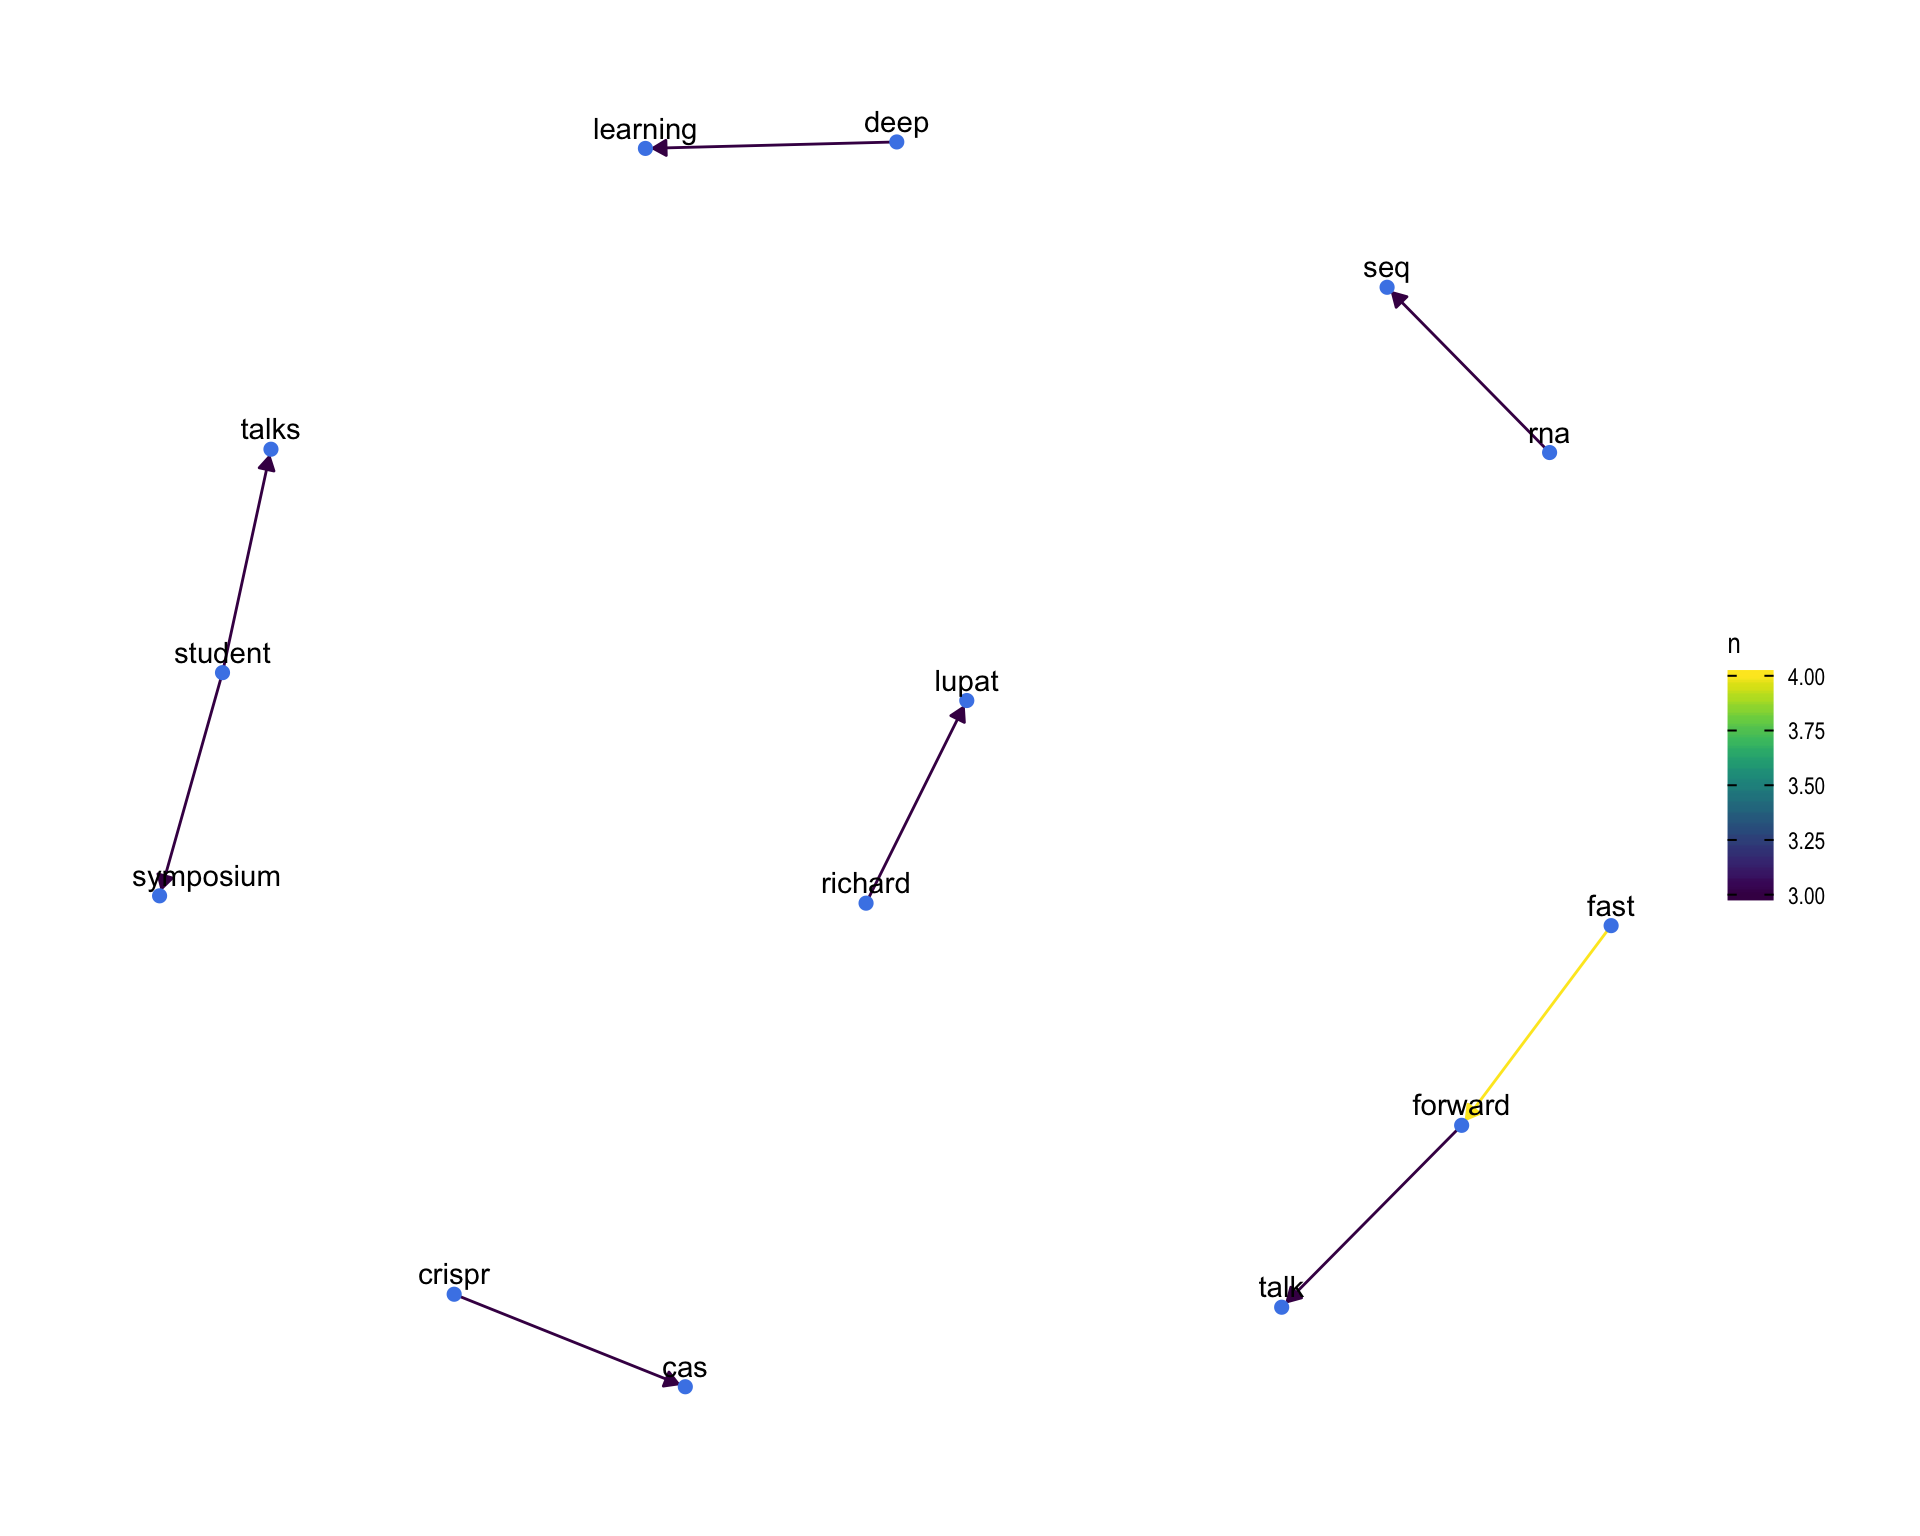 learning
deep
seq
talks
rna
student
lupat
n
4.00
3.75
3.50
3.25
3.00
symposium
richard
fast
forward
crispr
talk
cas